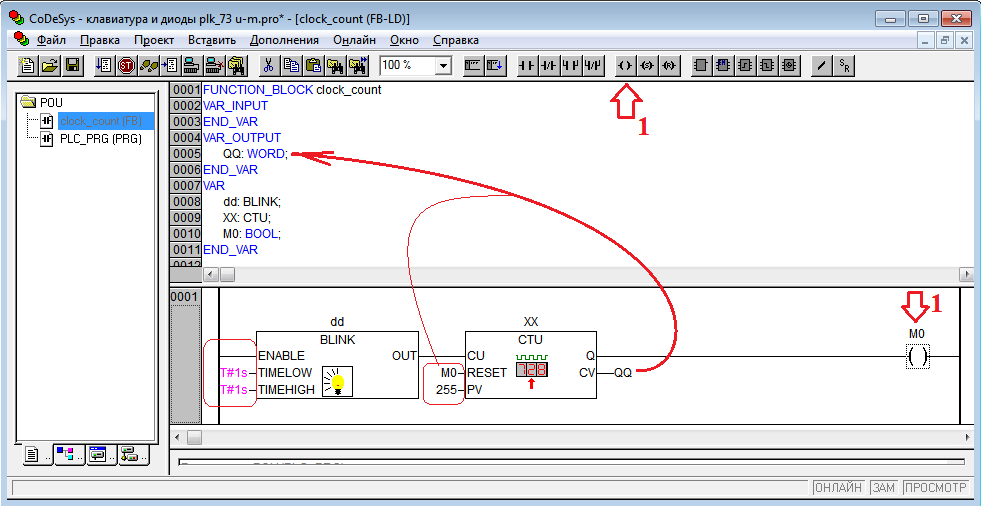 CoDeSys - клавиатура и диоды plk_73 u-m.pro* - [clock_count (FB-LD)]
Файл Правка Проект Вставить Дополнения Онлайн Окно Справка
100 %
POU
clock_count (FB)
PLC_PRG (PRG)
0001 FUNCTION_BLOCK clock_count
0002 VAR_INPUT
0003 END_VAR
0004 VAR_OUTPUT
0005 QQ: WORD;
0006 END_VAR
0007 VAR
0008 dd: BLINK;
0009 XX: CTU;
0010 M0: BOOL;
0011 END_VAR
0012
1
0001
1
dd XX M0
BLINK CTU
ENABLE OUT CU Q
T#1s TIMELOW M0 RESET CV QQ
T#1s TIMEHIGH 255 PV
728
ОНЛАЙН ЗАМ ПРОСМОТР